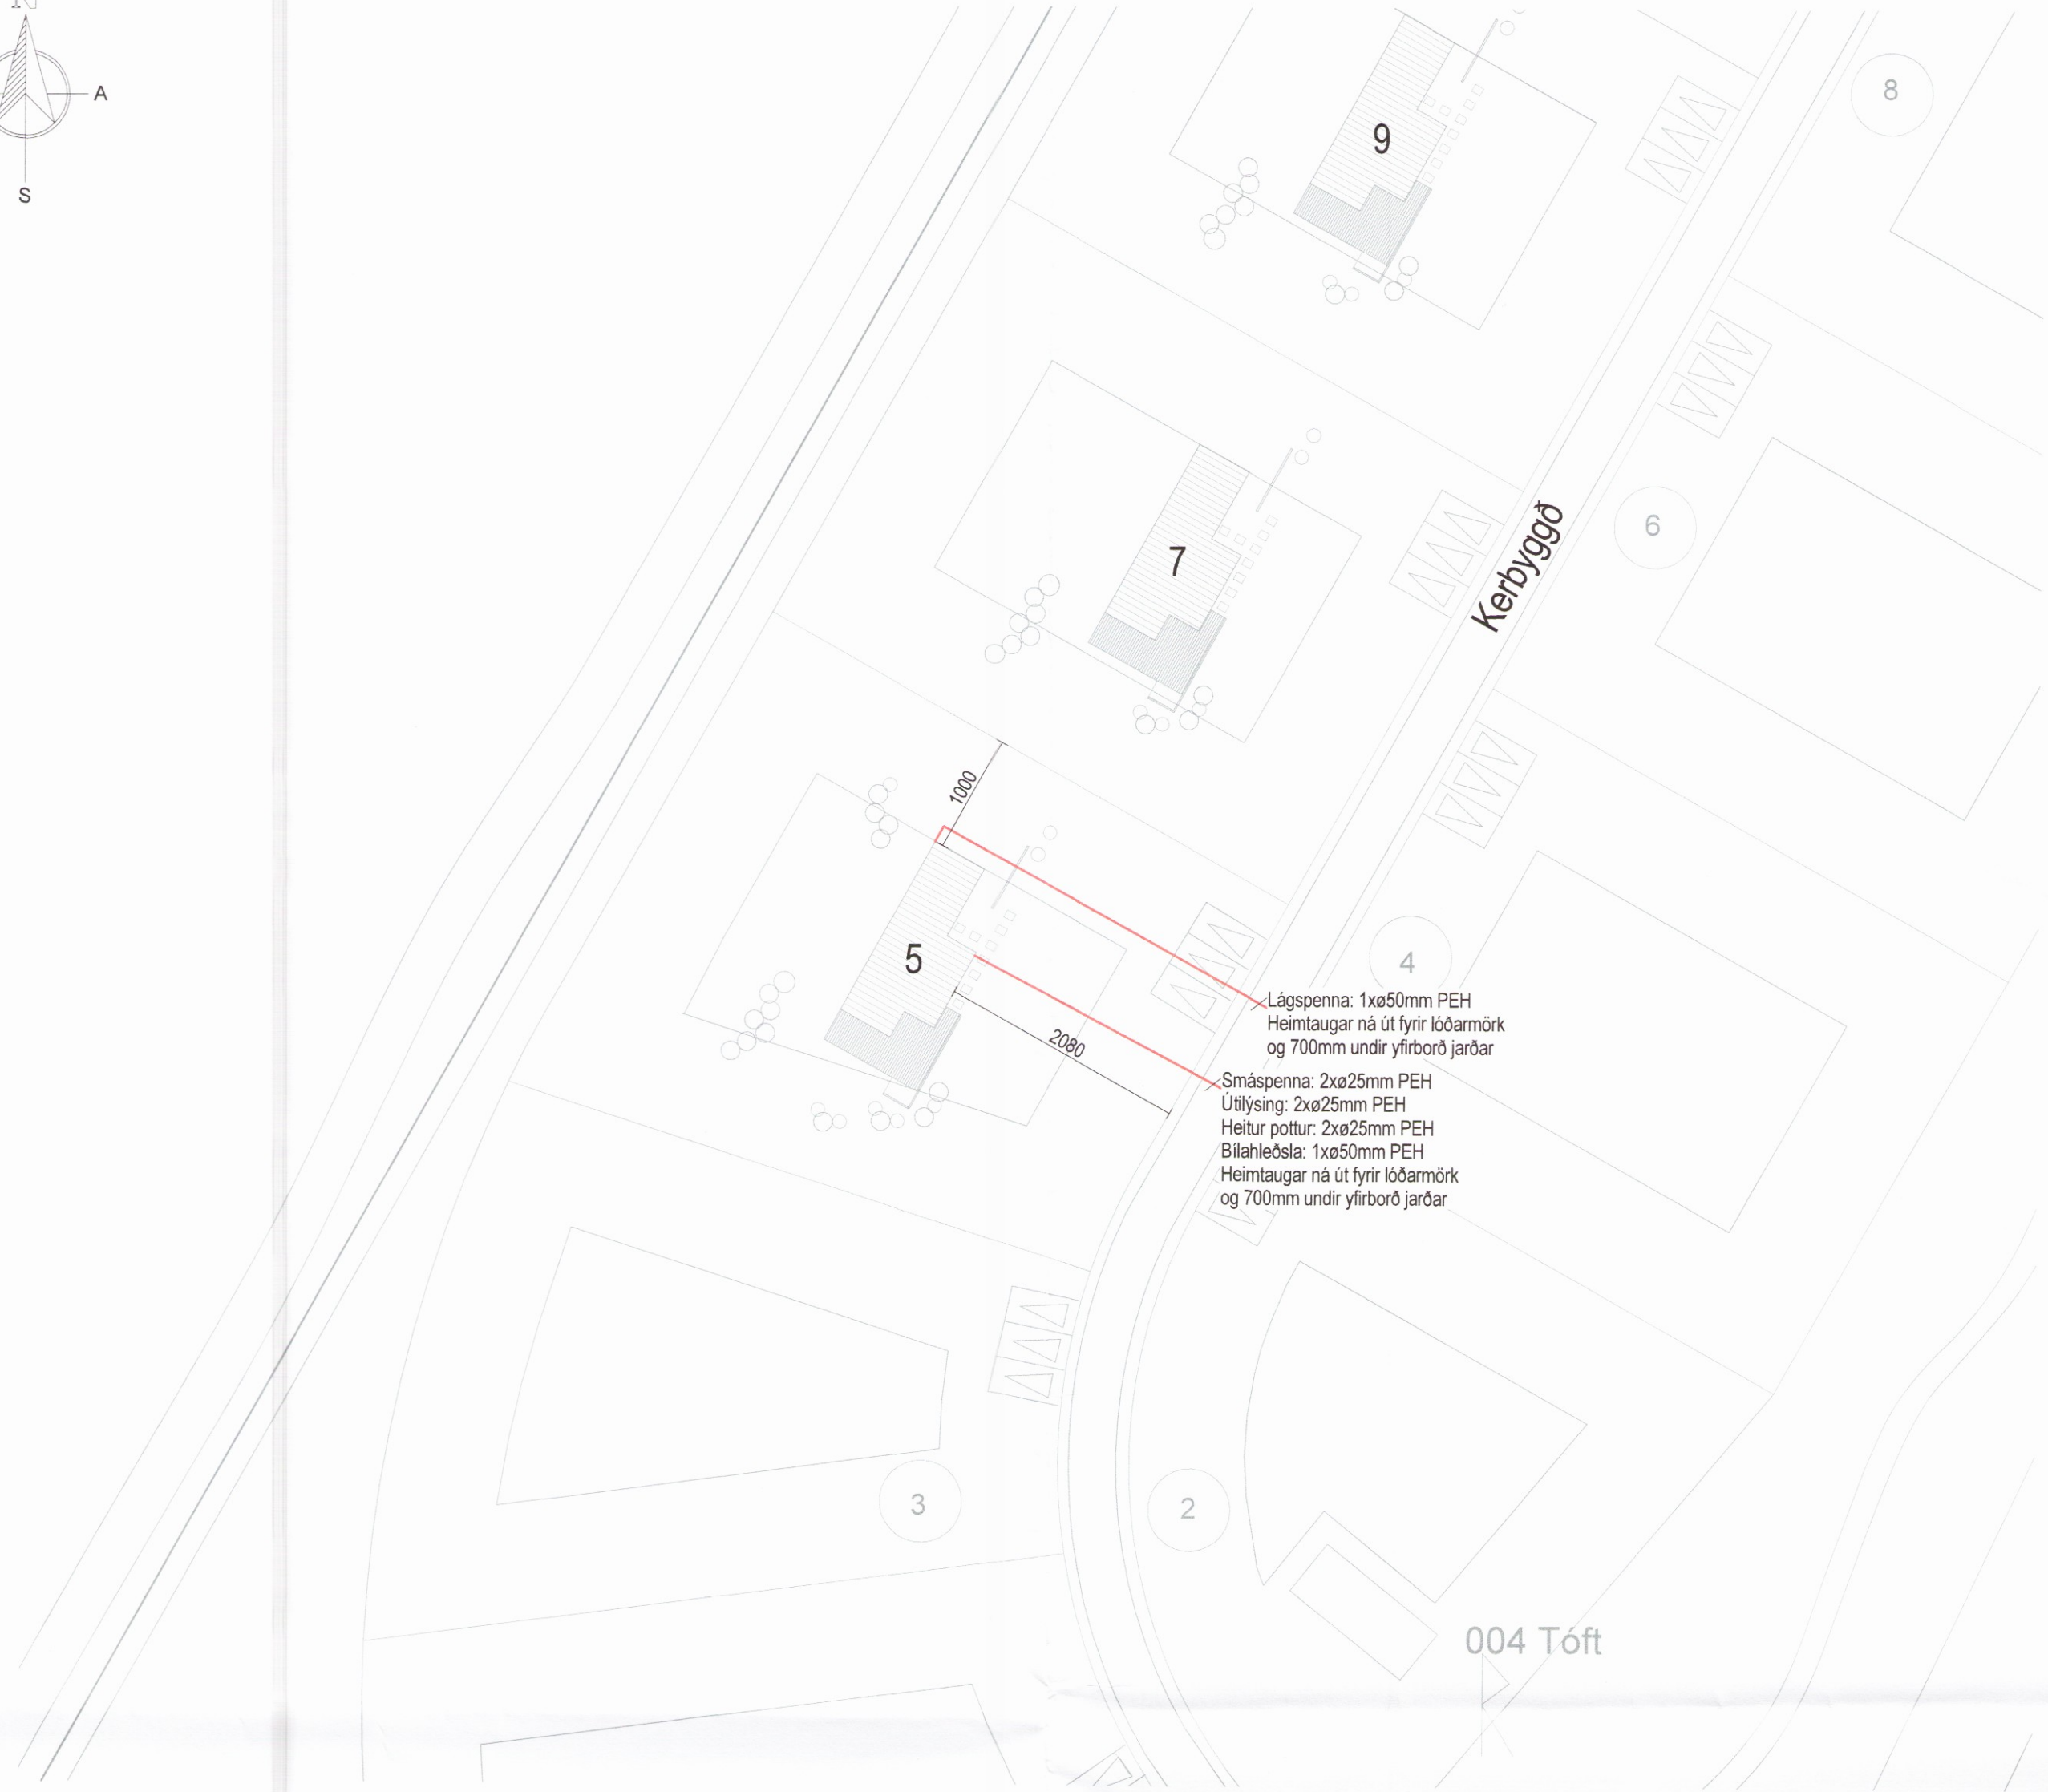 N
A
S
8
9
6
7
Kerbyggð
1000
5
4
2080
Lágspenna: 1xø50mm PEH
Heimtaugar ná út fyrir lóðarmörk
og 700mm undir yfirborð jarðar
Smáspenna: 2xø25mm PEH
Útilýsing: 2xø25mm PEH
Heitur pottur: 2xø25mm PEH
Bílahleðsla: 1xø50mm PEH
Heimtaugar ná út fyrir lóðarmörk
og 700mm undir yfirborð jarðar
3
2
004 Tóft